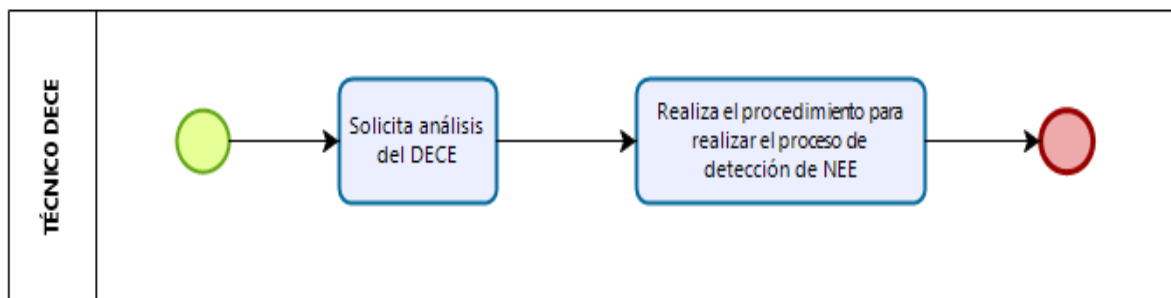 TÉCNICO DECE
Solicita análisis
del DECE
Realiza el procedimiento para
realizar el proceso de
detección de NEE